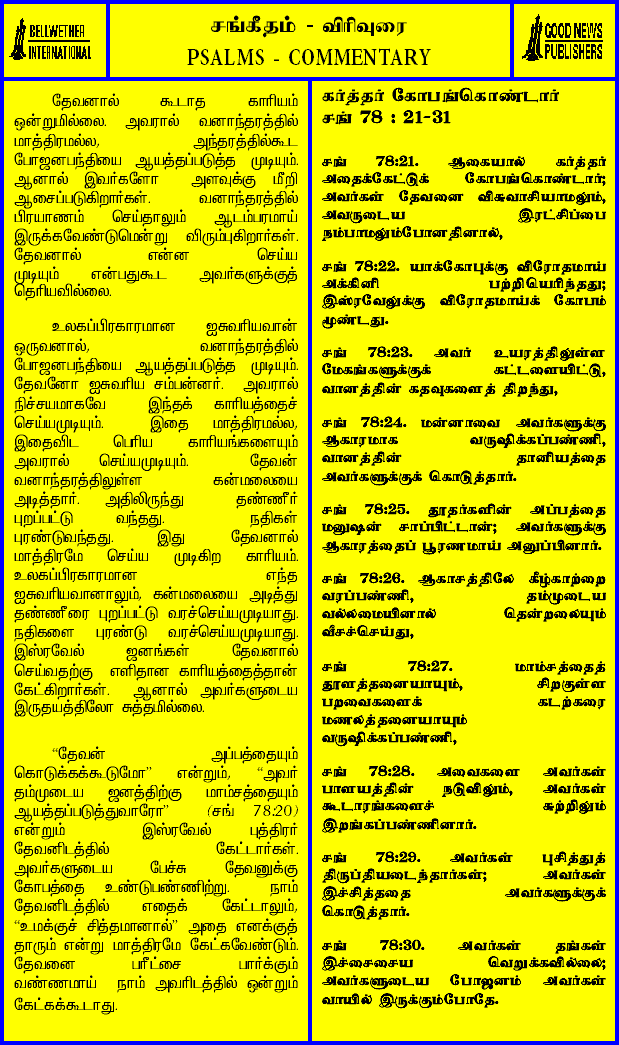 BELLWETHER
INTERNATIONAL
சங்கீதம் - விரிவுரை
PSALMS - COMMENTARY
GOOD NEWS
PUBLISHERS
தேவனால் கூடாத காரியம்
ஒன்றுமில்லை. அவரால் வனாந்தரத்தில்
மாத்திரமல்ல, அந்தரத்தில்கூட
போஜனபந்தியை ஆயத்தப்படுத்த முடியும்.
ஆனால் இவர்களோ அளவுக்கு மீறி
ஆசைப்படுகிறார்கள். வனாந்தரத்தில்
பிரயாணம் செய்தாலும் ஆடம்பரமாய்
இருக்கவேண்டுமென்று விரும்புகிறார்கள்.
தேவனால் என்ன செய்ய
முடியும் என்பதுகூட அவர்களுக்குத்
தெரியவில்லை.
உலகப்பிரகாரமான ஐசுவரியவான்
ஒருவனால், வனாந்தரத்தில்
போஜனபந்தியை ஆயத்தப்படுத்த முடியும்.
தேவனோ ஐசுவரிய சம்பன்னர். அவரால்
நிச்சயமாகவே இந்தக் காரியத்தைச்
செய்யமுடியும். இதை மாத்திரமல்ல,
இதைவிட பெரிய காரியங்களையும்
அவரால் செய்யமுடியும். தேவன்
வனாந்தரத்திலுள்ள கன்மலையை
அடித்தார். அதிலிருந்து தண்ணீர்
புறப்பட்டு வந்தது. நதிகள்
புரண்டுவந்தது. இது தேவனால்
மாத்திரமே செய்ய முடிகிற காரியம்.
உலகப்பிரகாரமான எந்த
ஐசுவரியவானாலும், கன்மலையை அடித்து
தண்ணீரை புறப்பட்டு வரச்செய்யமுடியாது.
நதிகளை புரண்டு வரச்செய்யமுடியாது.
இஸ்ரவேல் ஜனங்கள் தேவனால்
செய்வதற்கு எளிதான காரியத்தைத்தான்
கேட்கிறார்கள். ஆனால் அவர்களுடைய
இருதயத்திலோ சுத்தமில்லை.
“தேவன் அப்பத்தையும்
கொடுக்கக்கூடுமோ” என்றும், “அவர்
தம்முடைய ஜனத்திற்கு மாம்சத்தையும்
ஆயத்தப்படுத்துவாரோ” (சங் 78:20)
என்றும் இஸ்ரவேல் புத்திரர்
தேவனிடத்தில் கேட்டார்கள்.
அவர்களுடைய பேச்சு தேவனுக்கு
கோபத்தை உண்டுபண்ணிற்று. நாம்
தேவனிடத்தில் எதைக் கேட்டாலும்,
“உமக்குச் சித்தமானால்” அதை எனக்குத்
தாரும் என்று மாத்திரமே கேட்கவேண்டும்.
தேவனை பரீட்சை பார்க்கும்
வண்ணமாய் நாம் அவரிடத்தில் ஒன்றும்
கேட்கக்கூடாது.
கர்த்தர் கோபங்கொண்டார்
சங் 78 : 21-31
சங் 78:21. ஆகையால் கர்த்தர்
அதைக்கேட்டுக் கோபங்கொண்டார்;
அவர்கள் தேவனை விசுவாசியாமலும்,
அவருடைய இரட்சிப்பை
நம்பாமலும்போனதினால்,
சங் 78:22. யாக்கோபுக்கு விரோதமாய்
அக்கினி பற்றியெரிந்தது;
இஸ்ரவேலுக்கு விரோதமாய்க் கோபம்
மூண்டது.
சங் 78:23. அவர் உயரத்திலுள்ள
மேகங்களுக்குக் கட்டளையிட்டு,
வானத்தின் கதவுகளைத் திறந்து,
சங் 78:24. மன்னாவை அவர்களுக்கு
ஆகாரமாக வருஷிக்கப்பண்ணி,
வானத்தின் தானியத்தை
அவர்களுக்குக் கொடுத்தார்.
சங் 78:25. தூதர்களின் அப்பத்தை
மனுஷன் சாப்பிட்டான்; அவர்களுக்கு
ஆகாரத்தைப் பூரணமாய் அனுப்பினார்.
சங் 78:26. ஆகாசத்திலே கீழ்காற்றை
வரப்பண்ணி, தம்முடைய
வல்லமையினால் தென்றலையும்
வீசச்செய்து,
சங் 78:27. மாம்சத்தைத்
தூளத்தனையாயும், சிறகுள்ள
பறவைகளைக் கடற்கரை
மணலத்தனையாயும்
வருஷிக்கப்பண்ணி,
சங் 78:28. அவைகளை அவர்கள்
பாளயத்தின் நடுவிலும், அவர்கள்
கூடாரங்களைச் சுற்றிலும்
இறங்கப்பண்ணினார்.
சங் 78:29. அவர்கள் புசித்துத்
திருப்தியடைந்தார்கள்; அவர்கள்
இச்சித்ததை அவர்களுக்குக்
கொடுத்தார்.
சங் 78:30. அவர்கள் தங்கள்
இச்சையை வெறுக்கவில்லை;
அவர்களுடைய போஜனம் அவர்கள்
வாயில் இருக்கும்போதே.